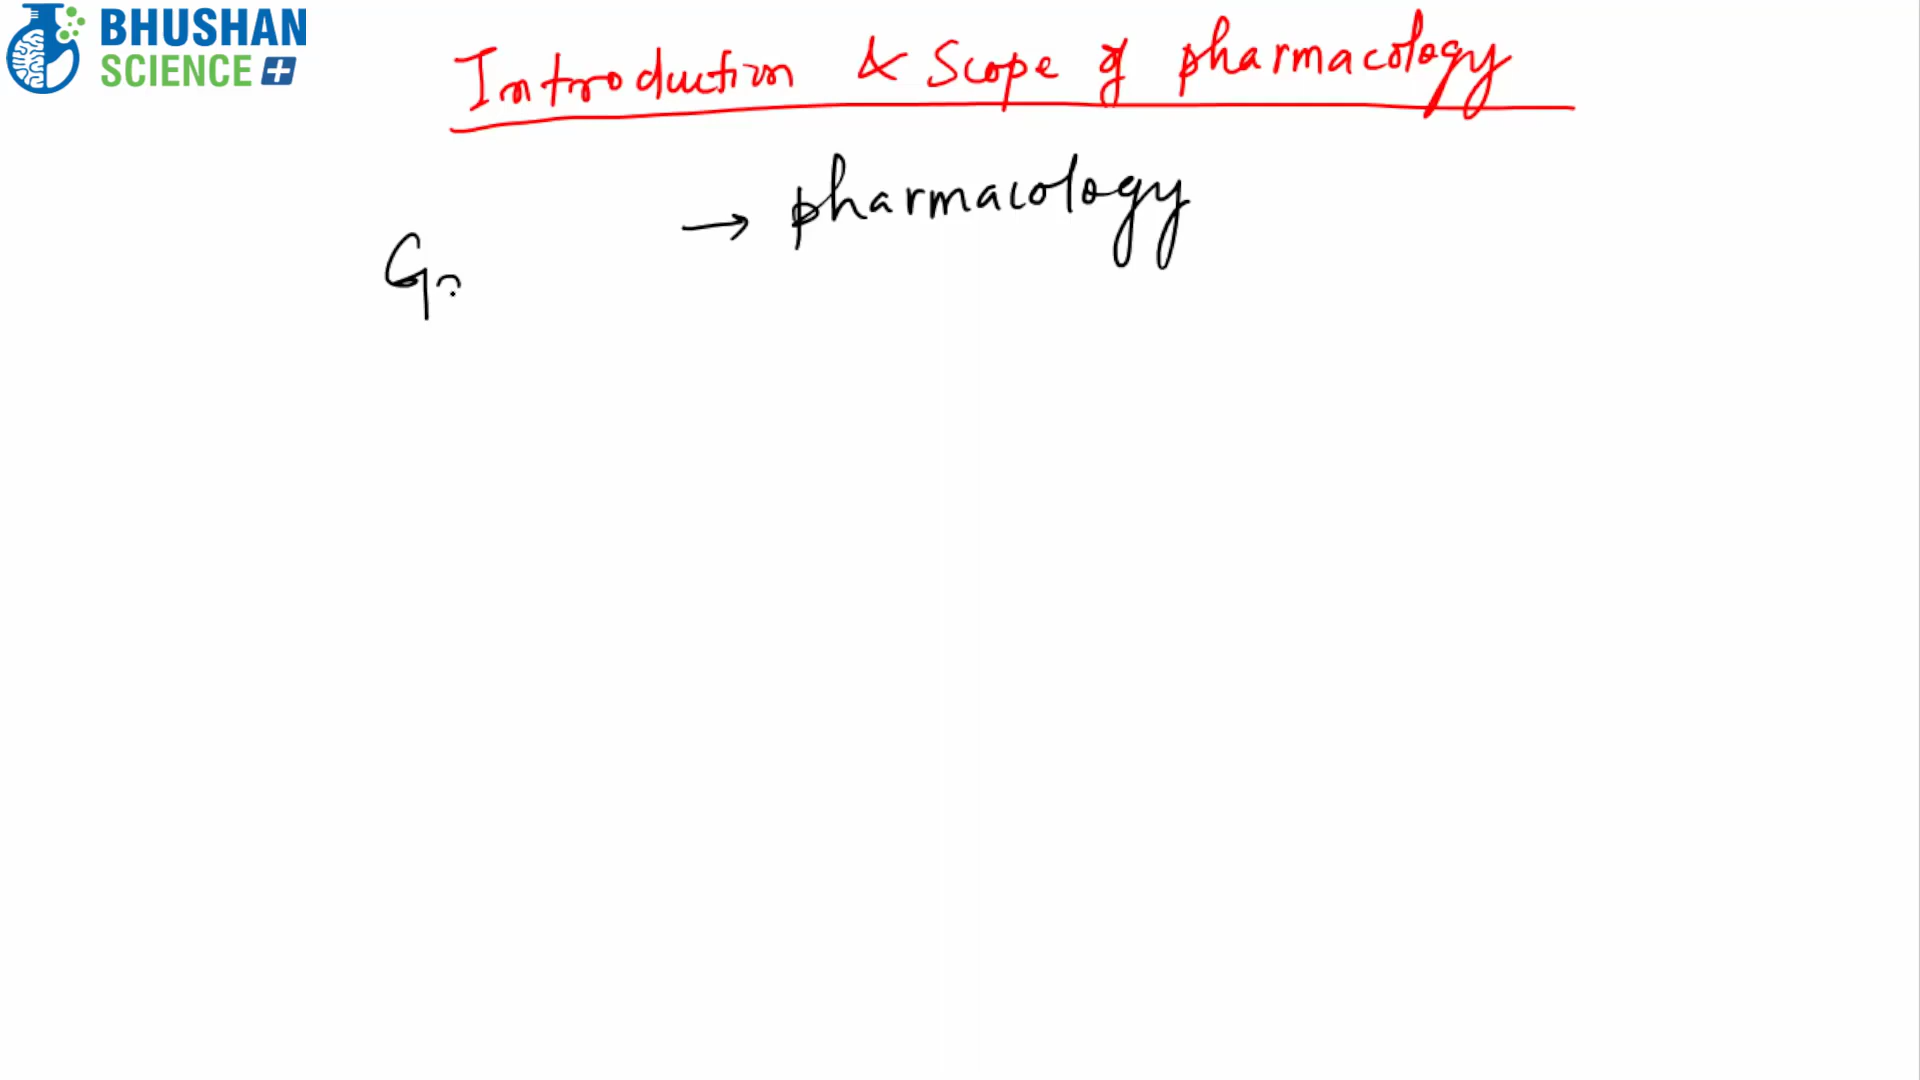 BHUSHAN
SCIENCE +
Introduction & Scope of pharmacology
→ pharmacology